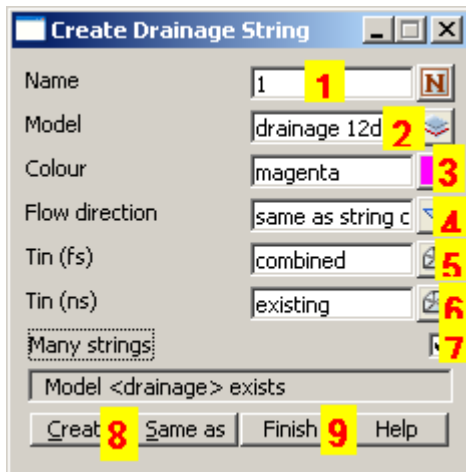 Create Drainage String
Name 1 1 N
Model drainage 12d 2
Colour magenta 3
Flow direction same as string c 4
Tin (fs) combined 5
Tin (ns) existing 6
Many strings 7
Model <drainage> exists
Creat 8 Same as Finish 9 Help